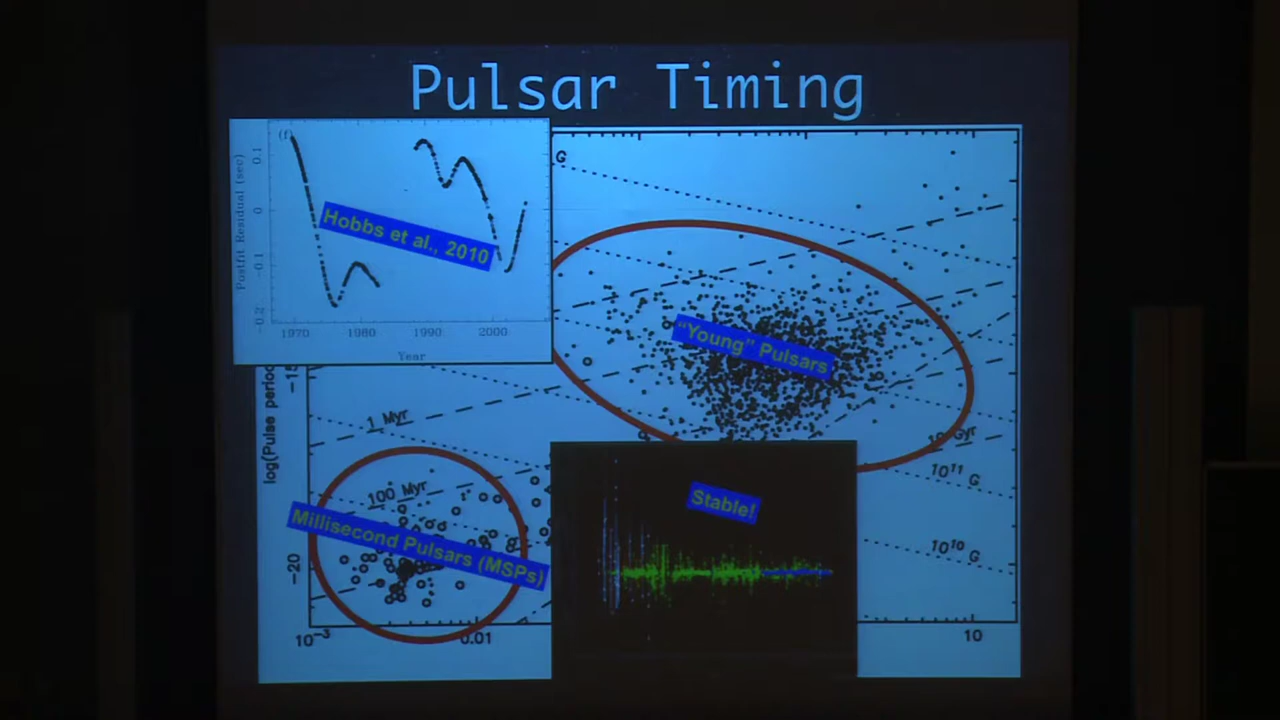 Pulsar Timing
(f)
Postfit Residual (sec)
0.1
0
-0.1
-0.2
1970 1980 1990 2000
Year
Hobbs et al., 2010
G
"Young" Pulsars
log(Pulse perio
-15
-20
1 Myr
100 Myr
Millisecond Pulsars (MSPs)
Stable!
Gyr
10¹¹ G
10¹⁰ G
10⁻³ 0.01 10